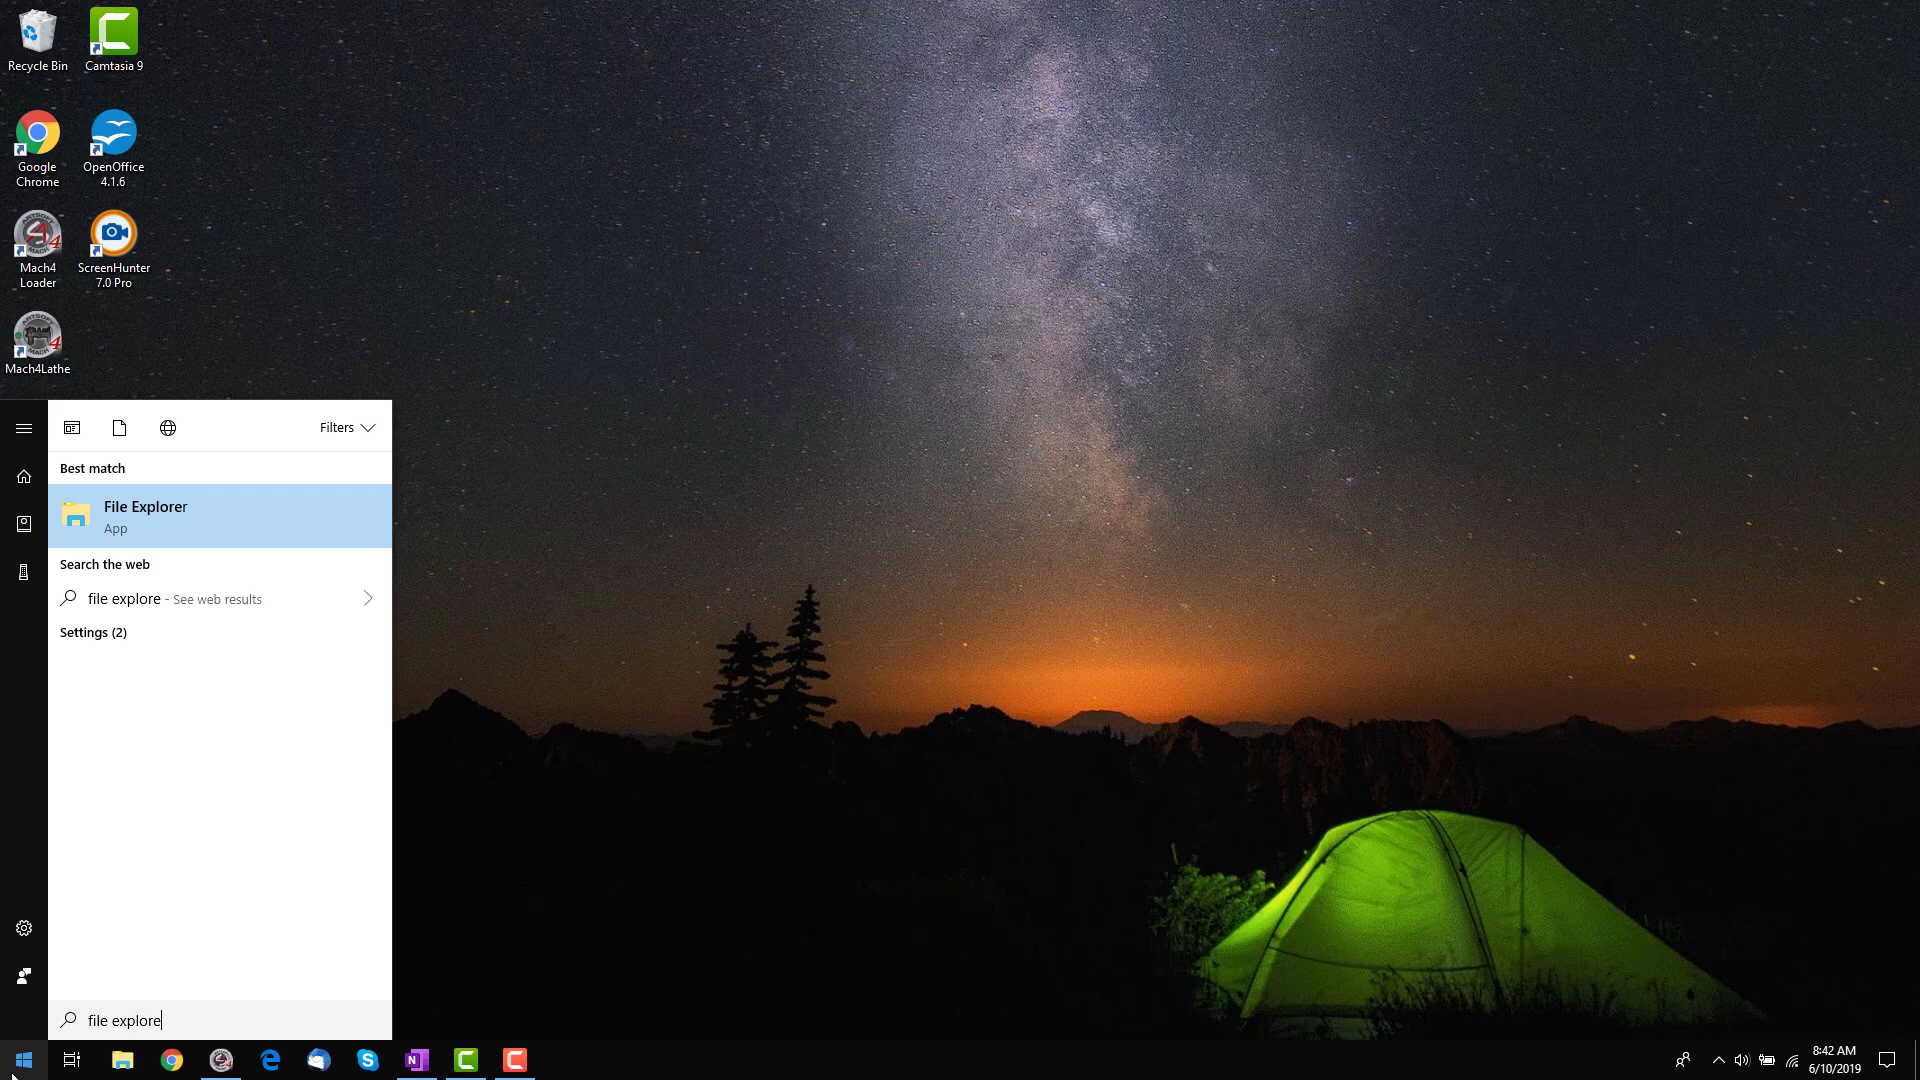 Recycle Bin
Camtasia 9
Google
Chrome
OpenOffice
4.1.6
Mach4
Loader
ScreenHunter
7.0 Pro
Mach4Lathe
Filters
Best match
File Explorer
App
Search the web
file explore - See web results
Settings (2)
file explore
8:42 AM
6/10/2019